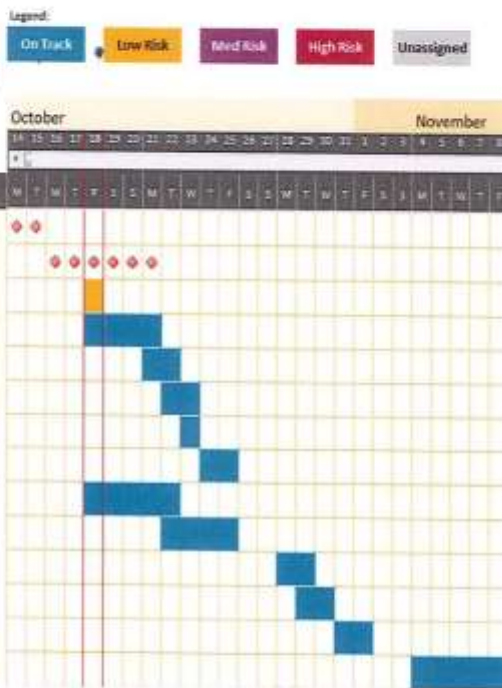 Legend:
On Track Low Risk Med Risk High Risk Unassigned
October November
14 15 16 17 18 19 20 21 22 23 24 25 26 27 28 29 30 31 1 2 3 4 5 6 7 8
M T W T F S S M T W T F S S M T W T F S S M T W T F